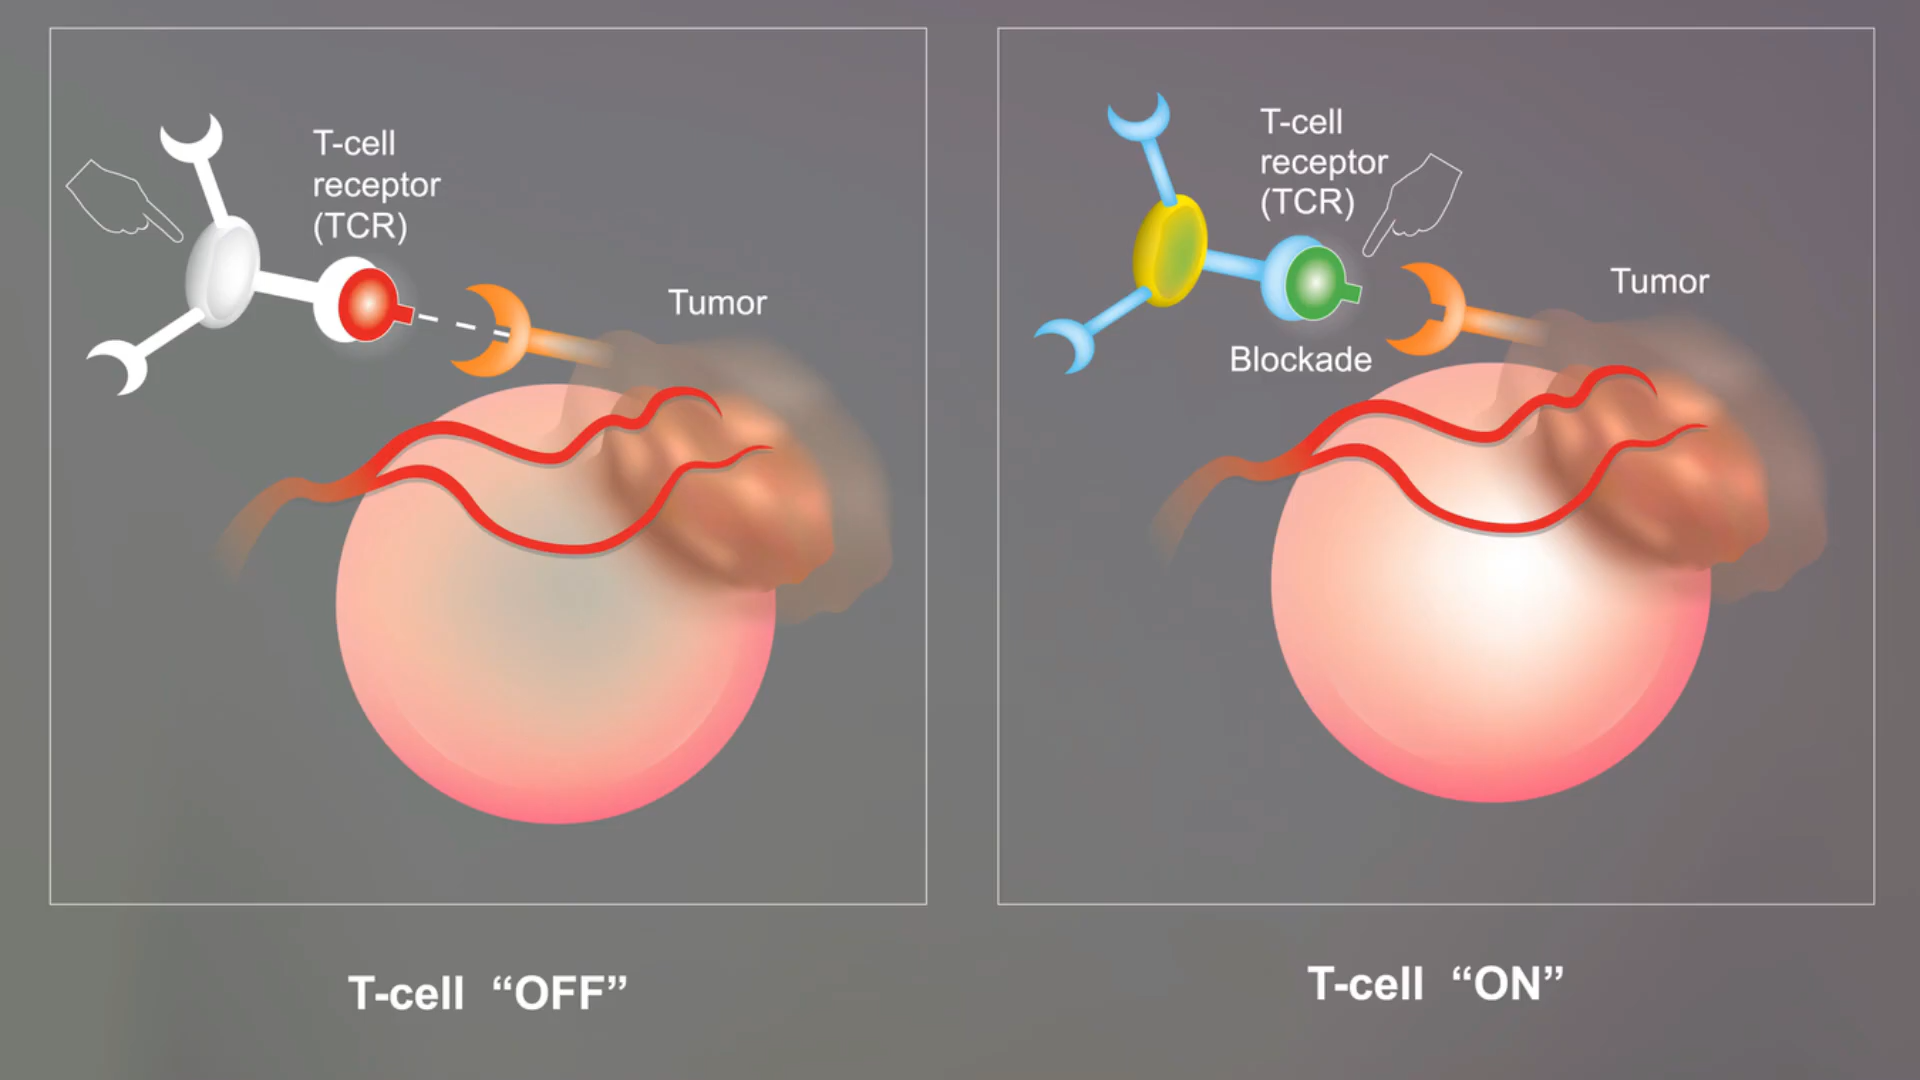 T-cell
receptor
(TCR)
Tumor
T-cell “OFF”
T-cell
receptor
(TCR)
Tumor
Blockade
T-cell “ON”